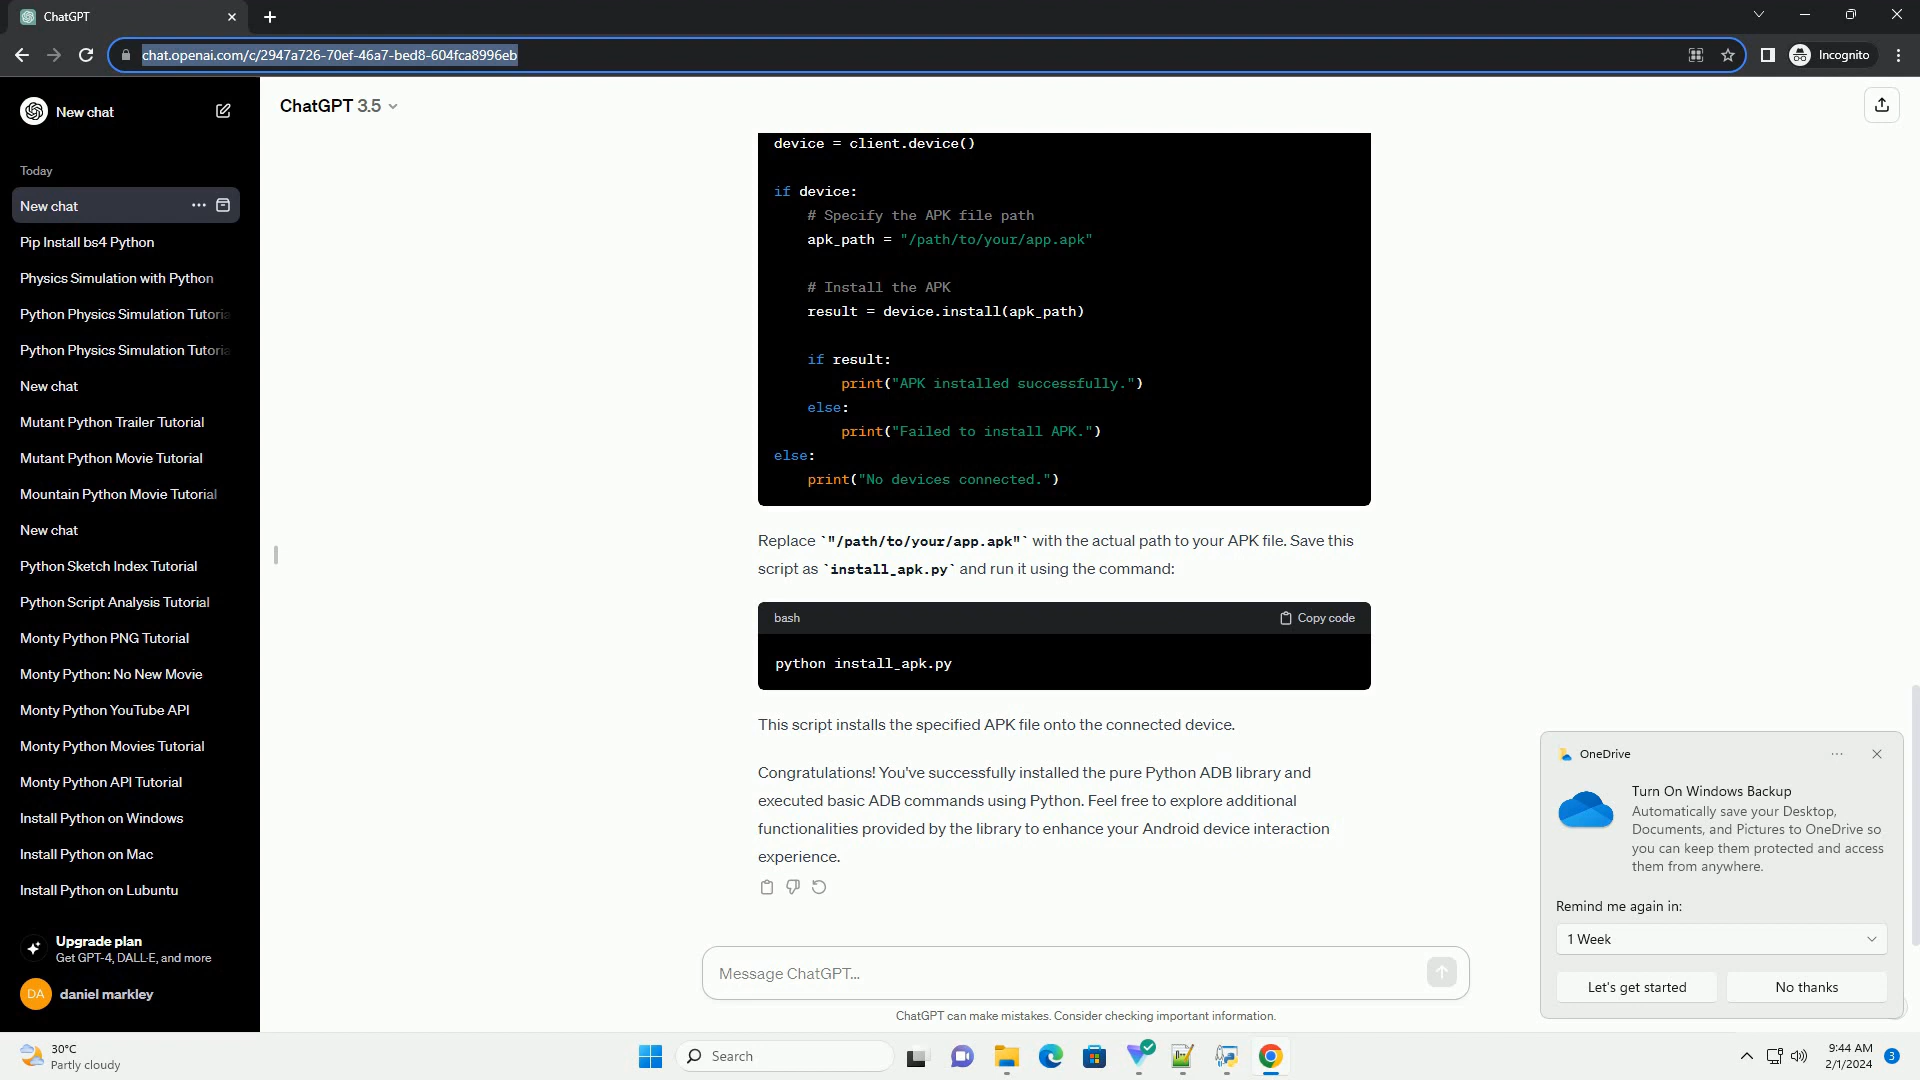 ChatGPT
chat.openai.com/c/2947a726-70ef-46a7-bed8-604fca8996eb
Incognito
New chat
Today
New chat
Pip Install bs4 Python
Physics Simulation with Python
Python Physics Simulation Tutoria
Python Physics Simulation Tutoria
New chat
Mutant Python Trailer Tutorial
Mutant Python Movie Tutorial
Mountain Python Movie Tutorial
New chat
Python Sketch Index Tutorial
Python Script Analysis Tutorial
Monty Python PNG Tutorial
Monty Python: No New Movie
Monty Python YouTube API
Monty Python Movies Tutorial
Monty Python API Tutorial
Install Python on Windows
Install Python on Mac
Install Python on Lubuntu
Upgrade plan
Get GPT-4, DALL·E, and more
DA
daniel markley
ChatGPT 3.5
device = client.device()
if device:
# Specify the APK file path
apk_path = "/path/to/your/app.apk"
# Install the APK
result = device.install(apk_path)
if result:
print("APK installed successfully.")
else:
print("Failed to install APK.")
else:
print("No devices connected.")
Replace `"/path/to/your/app.apk"` with the actual path to your APK file. Save this
script as `install_apk.py` and run it using the command:
bash
Copy code
python install_apk.py
This script installs the specified APK file onto the connected device.
Congratulations! You've successfully installed the pure Python ADB library and
executed basic ADB commands using Python. Feel free to explore additional
functionalities provided by the library to enhance your Android device interaction
experience.
Message ChatGPT...
ChatGPT can make mistakes. Consider checking important information.
OneDrive
Turn On Windows Backup
Automatically save your Desktop,
Documents, and Pictures to OneDrive so
you can keep them protected and access
them from anywhere.
Remind me again in:
1 Week
Let's get started
No thanks
30°C
Partly cloudy
Search
9:44 AM
2/1/2024
3